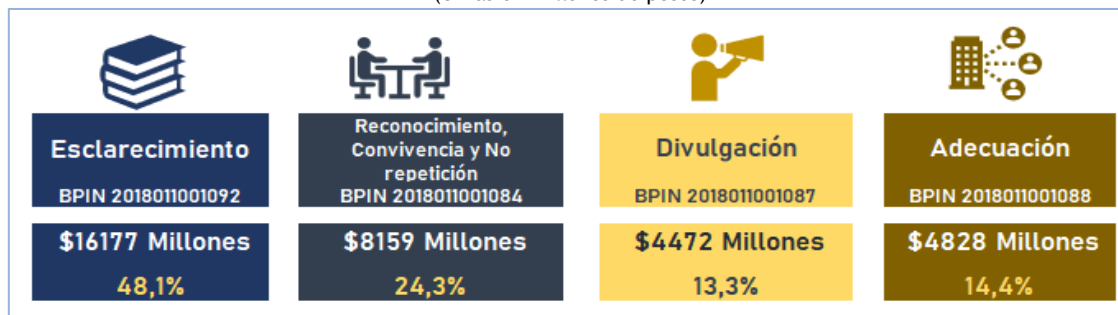 Esclarecimiento
BPIN 2018011001092
$16177 Millones
48,1%
Reconocimiento,
Convivencia y No
repetición
BPIN 2018011001084
$8159 Millones
24,3%
Divulgación
BPIN 2018011001087
$4472 Millones
13,3%
Adecuación
BPIN 2018011001088
$4828 Millones
14,4%